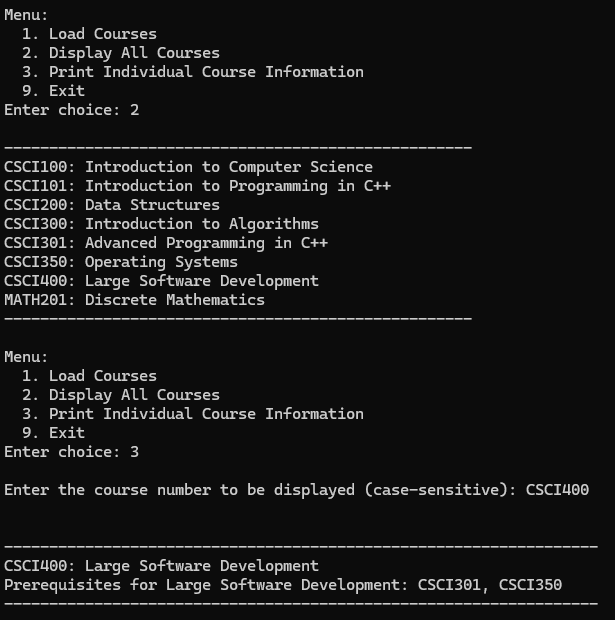 Menu:
  1. Load Courses
  2. Display All Courses
  3. Print Individual Course Information
  9. Exit
Enter choice: 2
----------------------------------------------------
CSCI100: Introduction to Computer Science
CSCI101: Introduction to Programming in C++
CSCI200: Data Structures
CSCI300: Introduction to Algorithms
CSCI301: Advanced Programming in C++
CSCI350: Operating Systems
CSCI400: Large Software Development
MATH201: Discrete Mathematics
----------------------------------------------------
Menu:
  1. Load Courses
  2. Display All Courses
  3. Print Individual Course Information
  9. Exit
Enter choice: 3
Enter the course number to be displayed (case-sensitive): CSCI400
------------------------------------------------------------------
CSCI400: Large Software Development
Prerequisites for Large Software Development: CSCI301, CSCI350
------------------------------------------------------------------